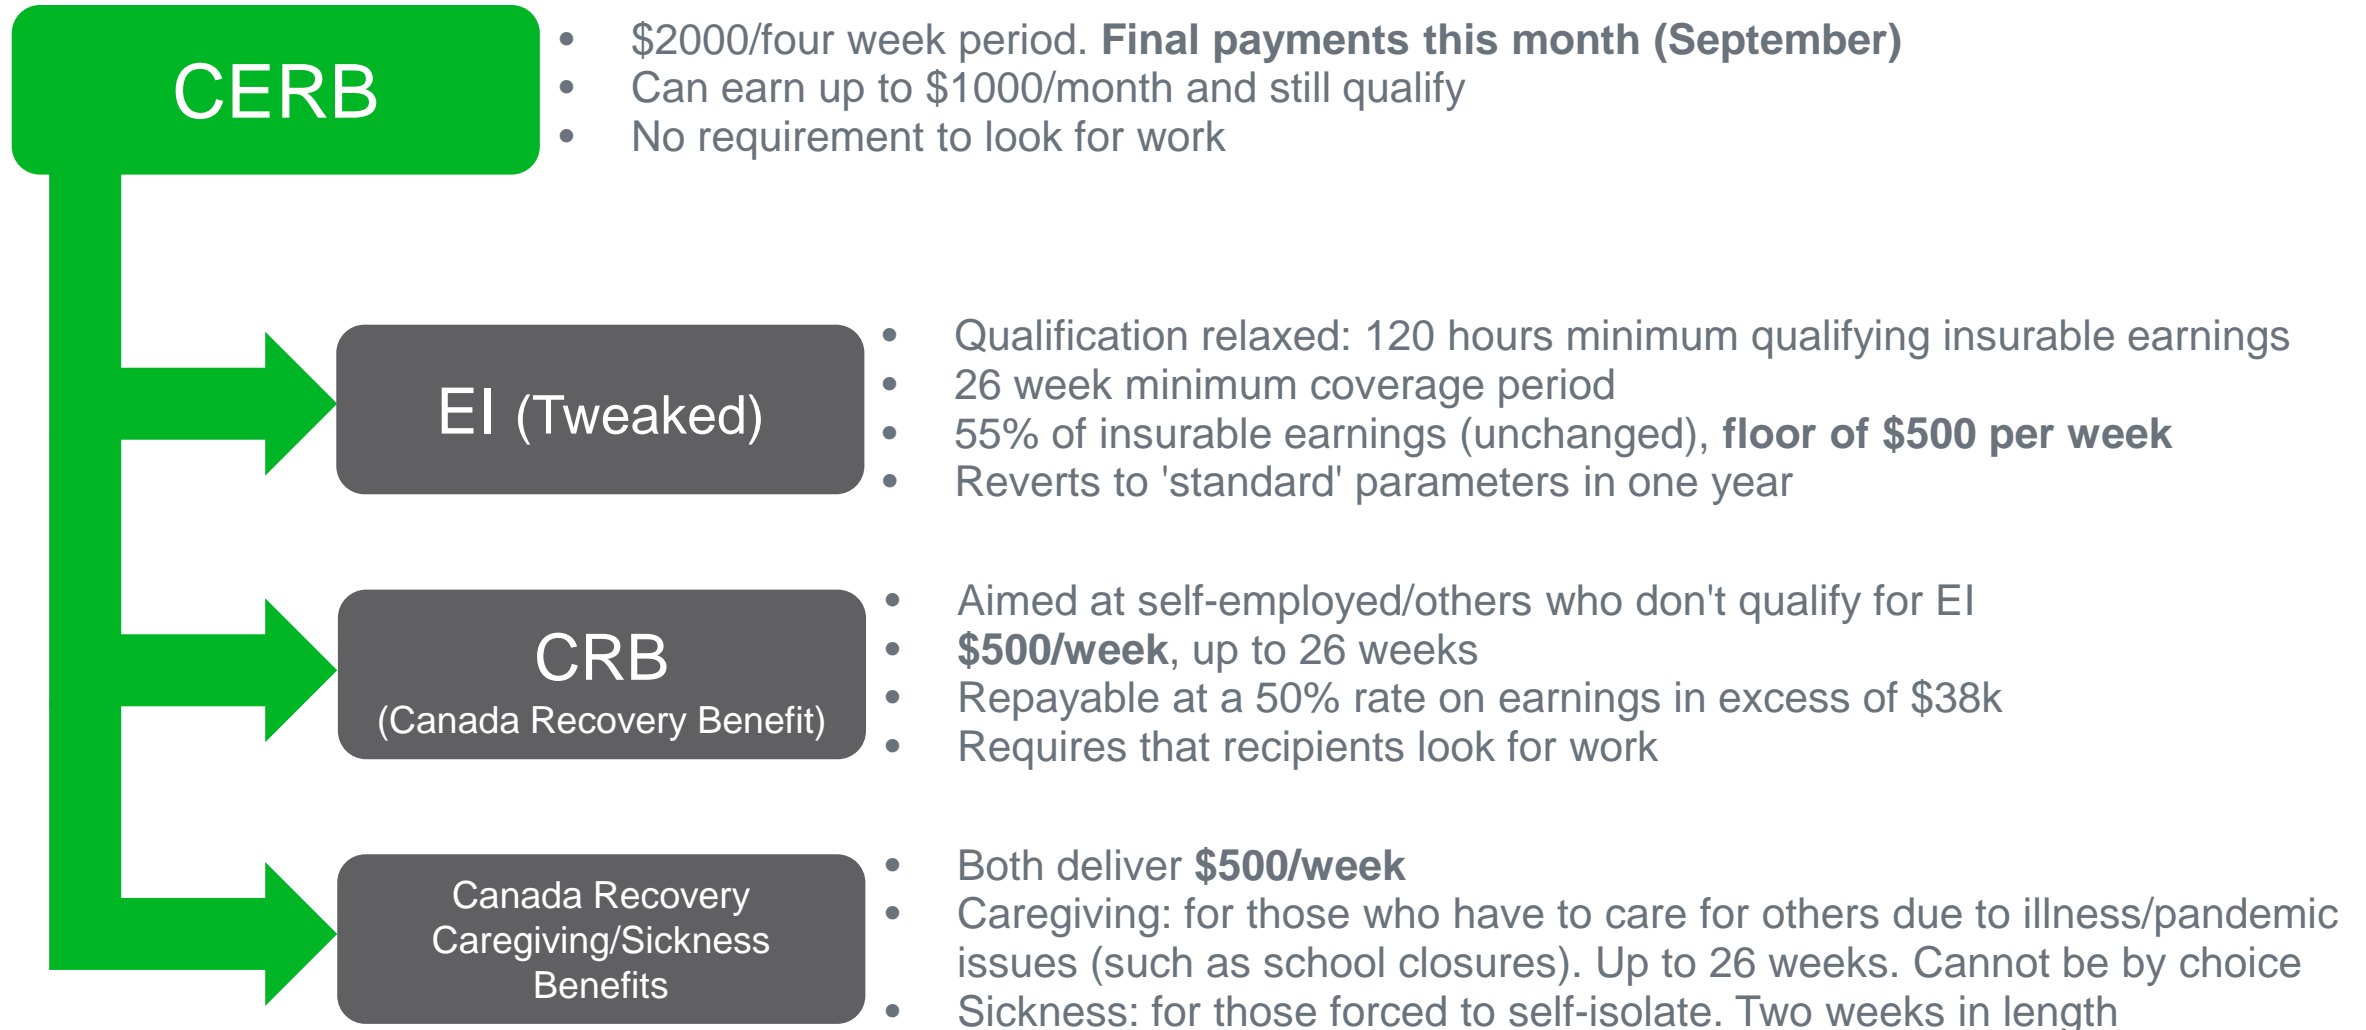 CERB
• $2000/four week period. Final payments this month (September)
• Can earn up to $1000/month and still qualify
• No requirement to look for work
EI (Tweaked)
• Qualification relaxed: 120 hours minimum qualifying insurable earnings
• 26 week minimum coverage period
• 55% of insurable earnings (unchanged), floor of $500 per week
• Reverts to 'standard' parameters in one year
CRB
(Canada Recovery Benefit)
• Aimed at self-employed/others who don't qualify for EI
• $500/week, up to 26 weeks
• Repayable at a 50% rate on earnings in excess of $38k
• Requires that recipients look for work
Canada Recovery
Caregiving/Sickness
Benefits
• Both deliver $500/week
• Caregiving: for those who have to care for others due to illness/pandemic
issues (such as school closures). Up to 26 weeks. Cannot be by choice
• Sickness: for those forced to self-isolate. Two weeks in length